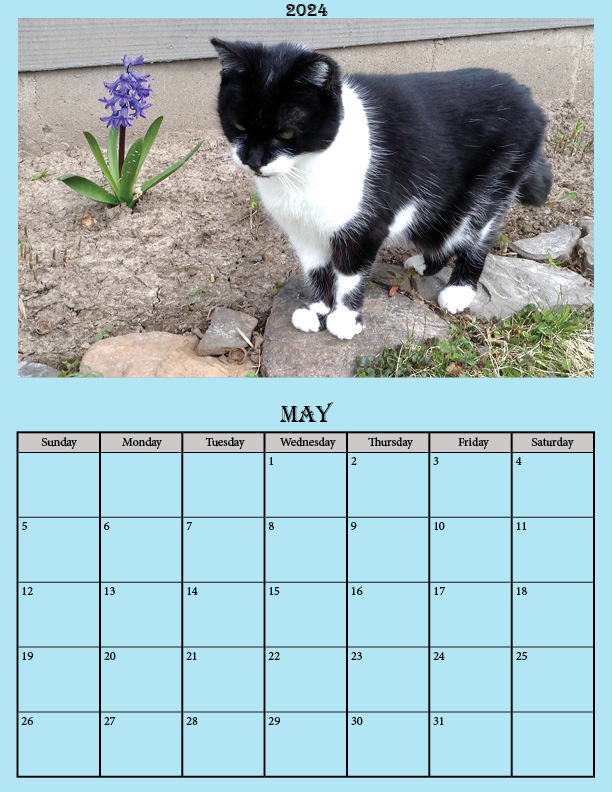 2024
MAY
Sunday Monday Tuesday Wednesday Thursday Friday Saturday
1 2 3 4
5 6 7 8 9 10 11
12 13 14 15 16 17 18
19 20 21 22 23 24 25
26 27 28 29 30 31